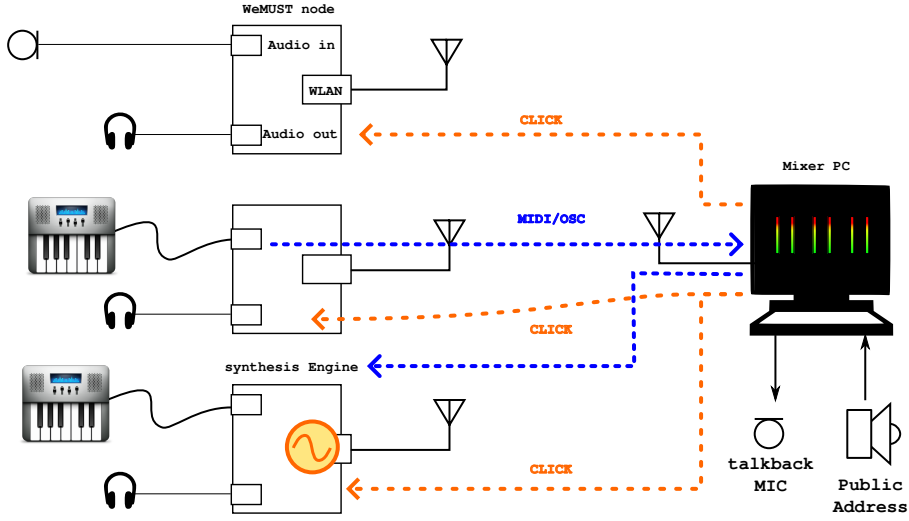 WeMUST node
Audio in
WLAN
CLICK
Audio out
Mixer PC
MIDI/OSC
CLICK
synthesis Engine
CLICK
talkback
MIC
Public
Address